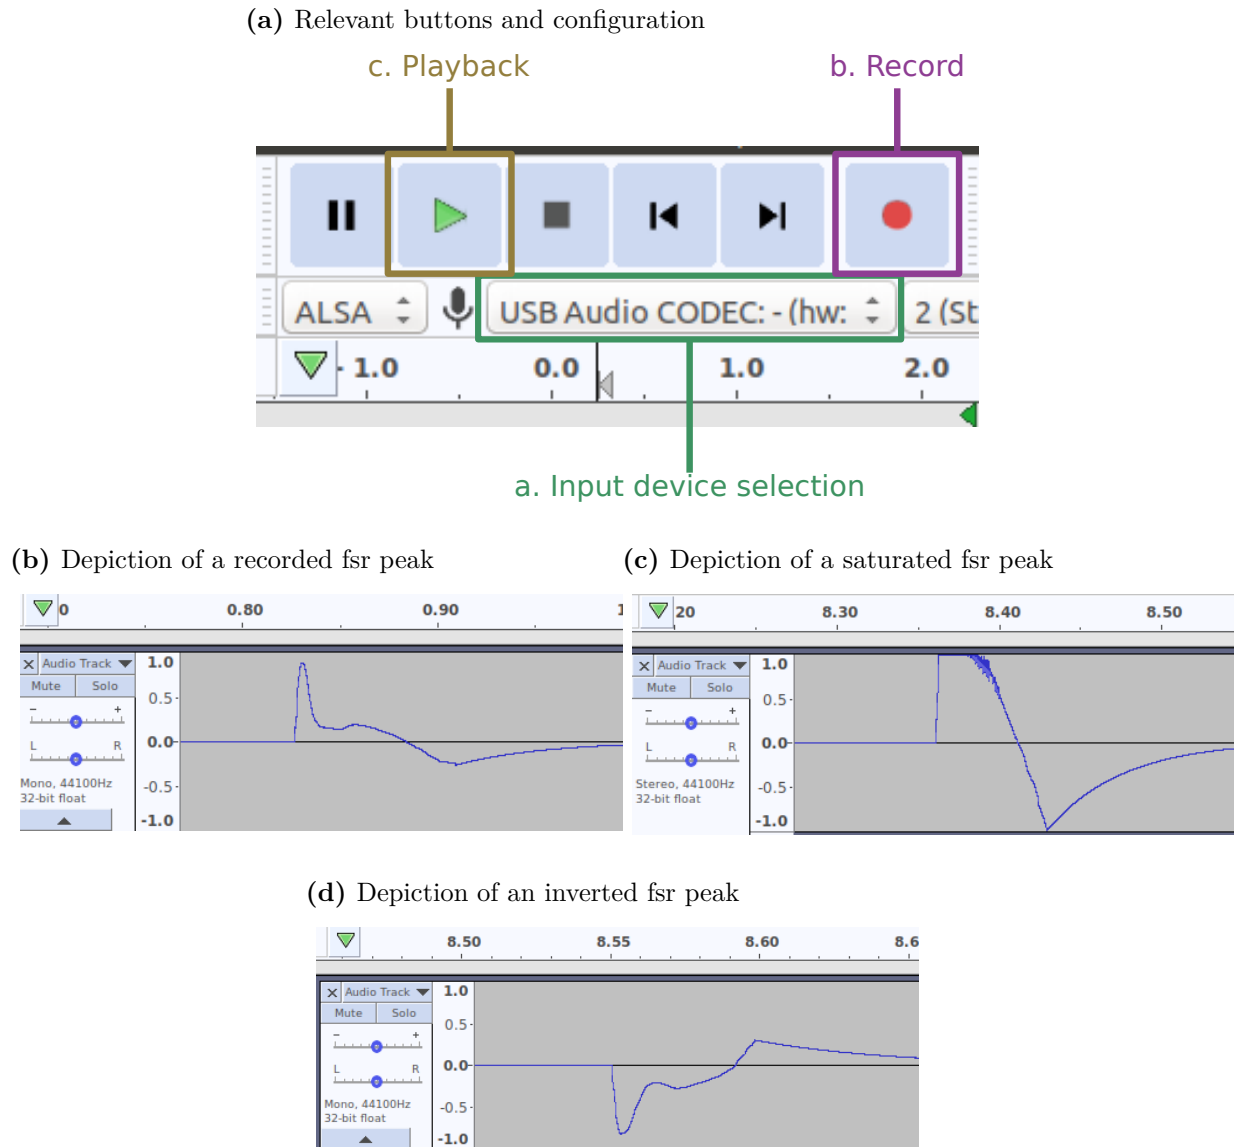 (a) Relevant buttons and configuration
c. Playback
b. Record
ALSA
USB Audio CODEC: - (hw:
2 (St
- 1.0 0.0 1.0 2.0
a. Input device selection
(b) Depiction of a recorded fsr peak
0 0.80 0.90 1
× Audio Track
Mute Solo
- +
L R
Mono, 44100Hz
32-bit float
1.0
0.5-
0.0-
-0.5-
-1.0
(c) Depiction of a saturated fsr peak
20 8.30 8.40 8.50
× Audio Track
Mute Solo
- +
L R
Stereo, 44100Hz
32-bit float
1.0
0.5-
0.0-
-0.5-
-1.0
(d) Depiction of an inverted fsr peak
8.50 8.55 8.60 8.6
× Audio Track
Mute Solo
- +
L R
Mono, 44100Hz
32-bit float
1.0
0.5-
0.0-
-0.5-
-1.0